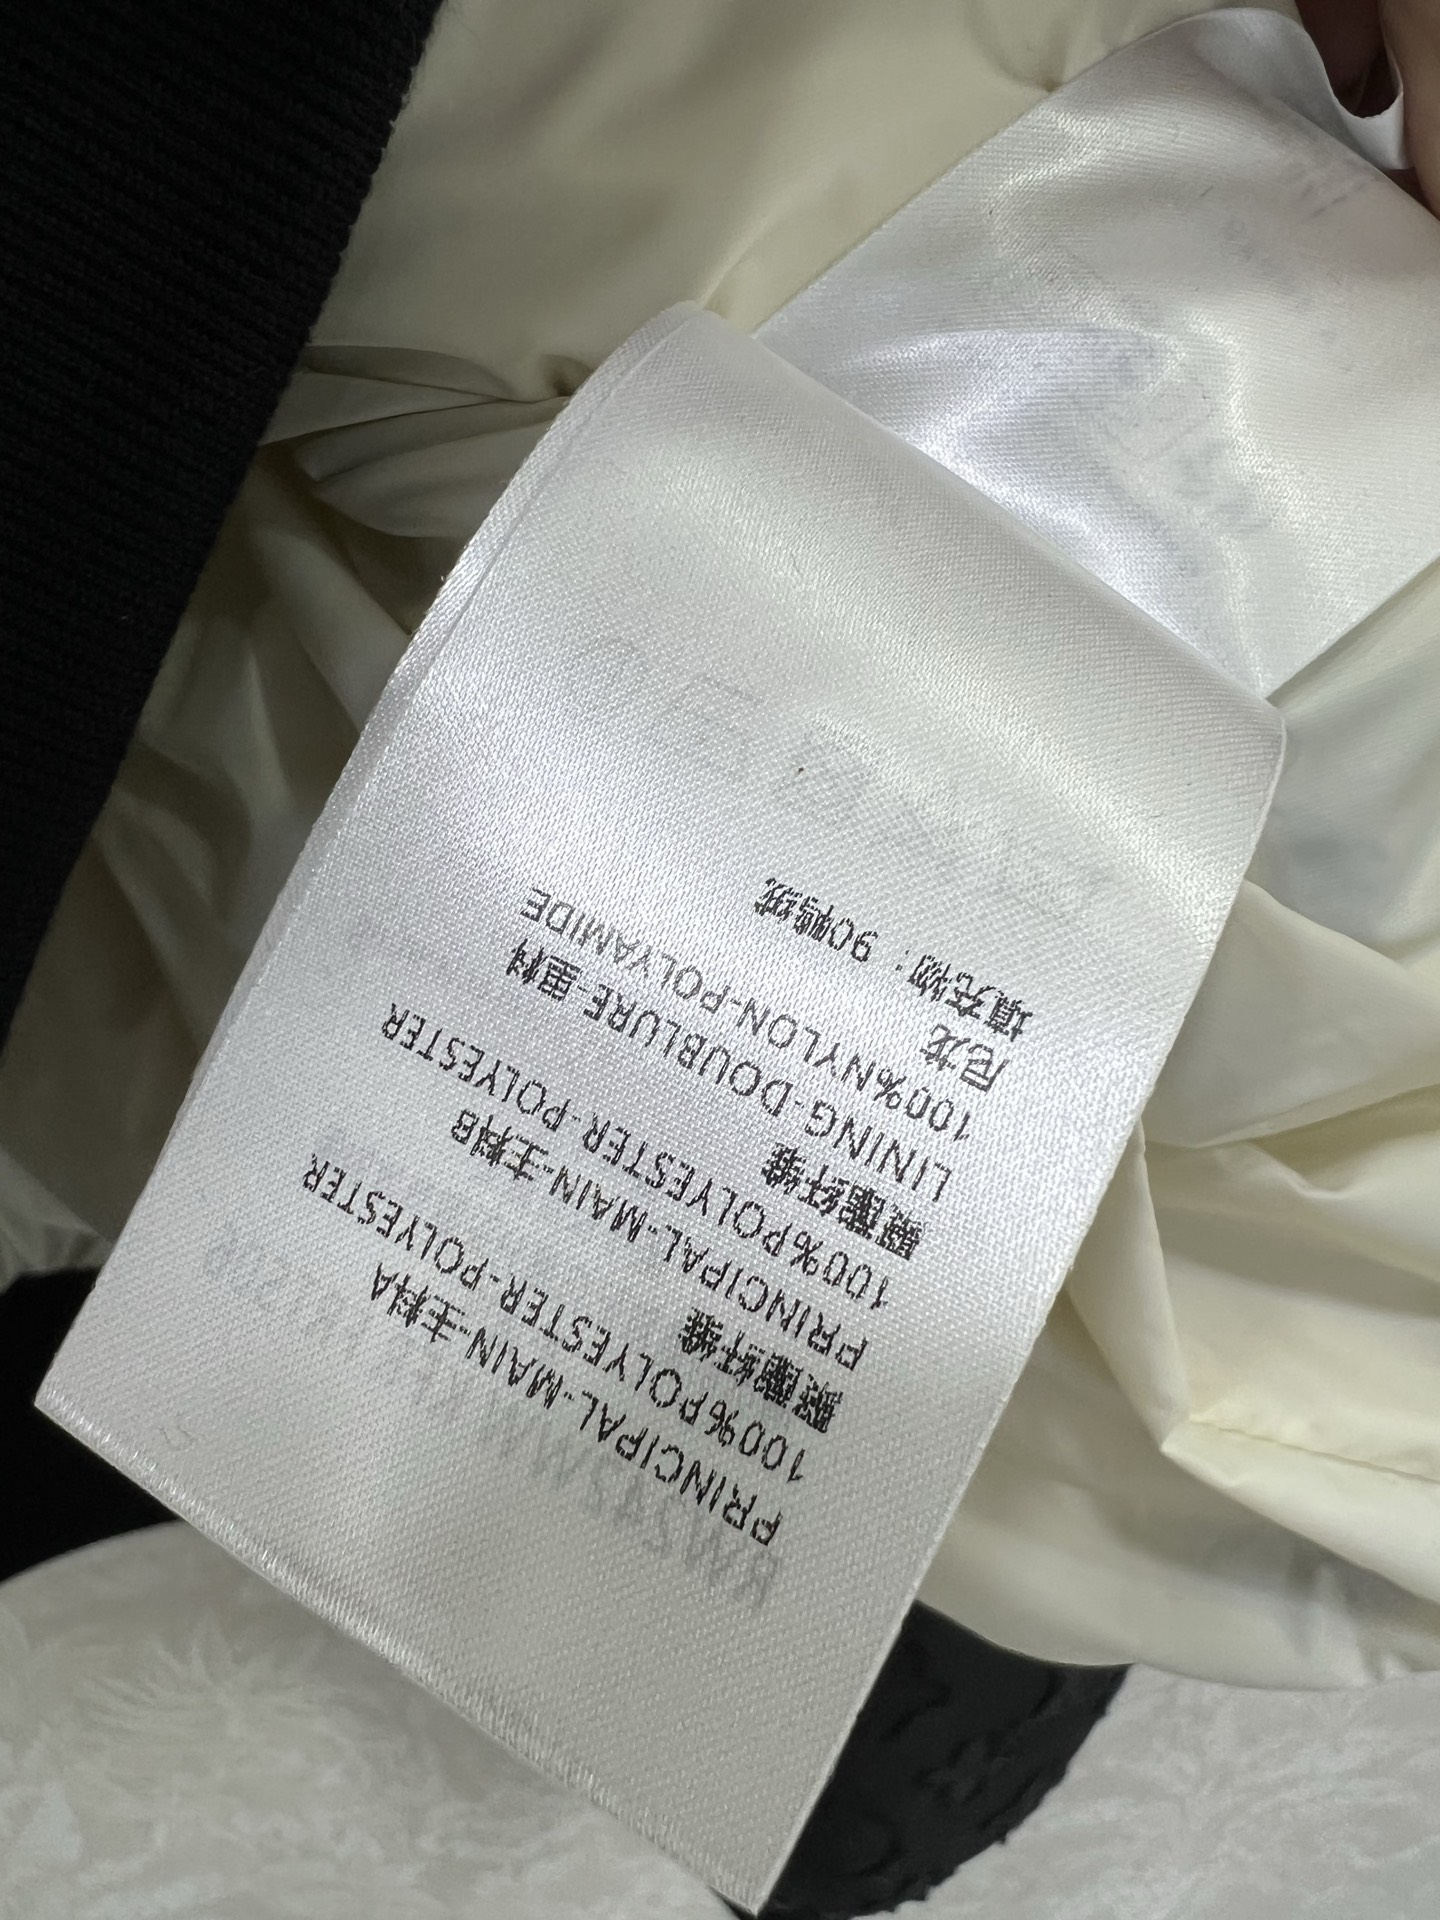 PRINCIPAL-MAIN-主料A
100%POLYESTER-POLYESTER
聚酯纤维
PRINCIPAL-MAIN-主料B
100%POLYESTER-POLYESTER
聚酯纤维
LINING-DOUBLURE-里料
100%NYLON-POLYAMIDE
尼龙
填充物：90鸭绒